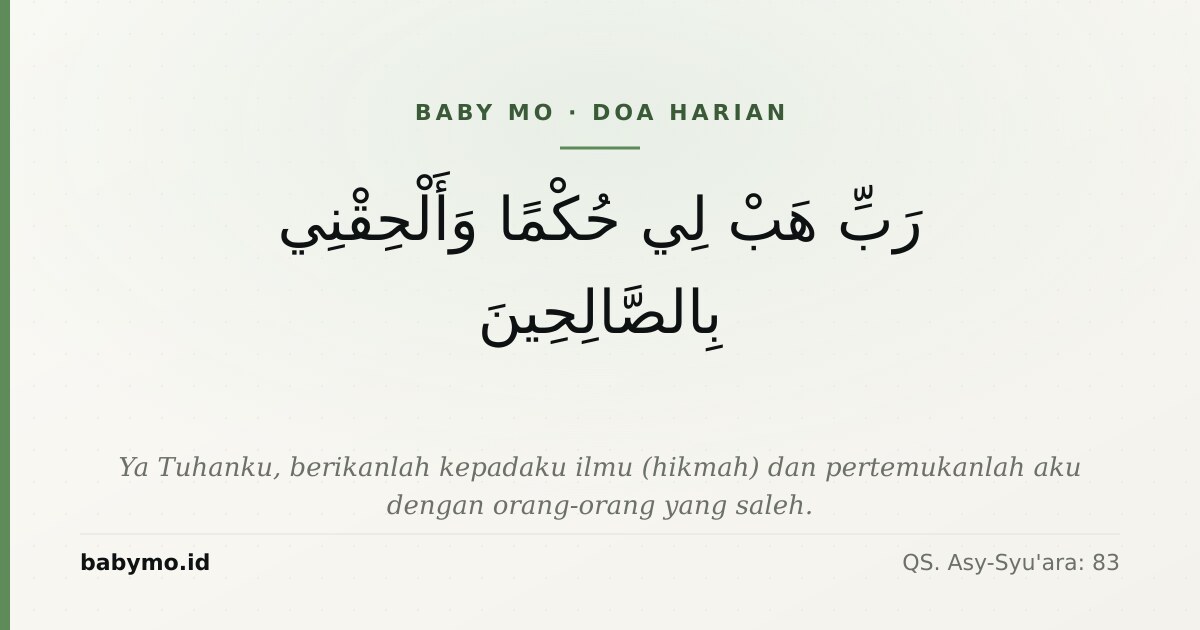 BABY MO · DOA HARIAN
رَبِّ هَبْ لِي حُكْمًا وَأَلْحِقْنِي
بِالصَّالِحِينَ
Ya Tuhanku, berikanlah kepadaku ilmu (hikmah) dan pertemukanlah aku
dengan orang-orang yang saleh.
babymo.id
QS. Asy-Syu'ara: 83